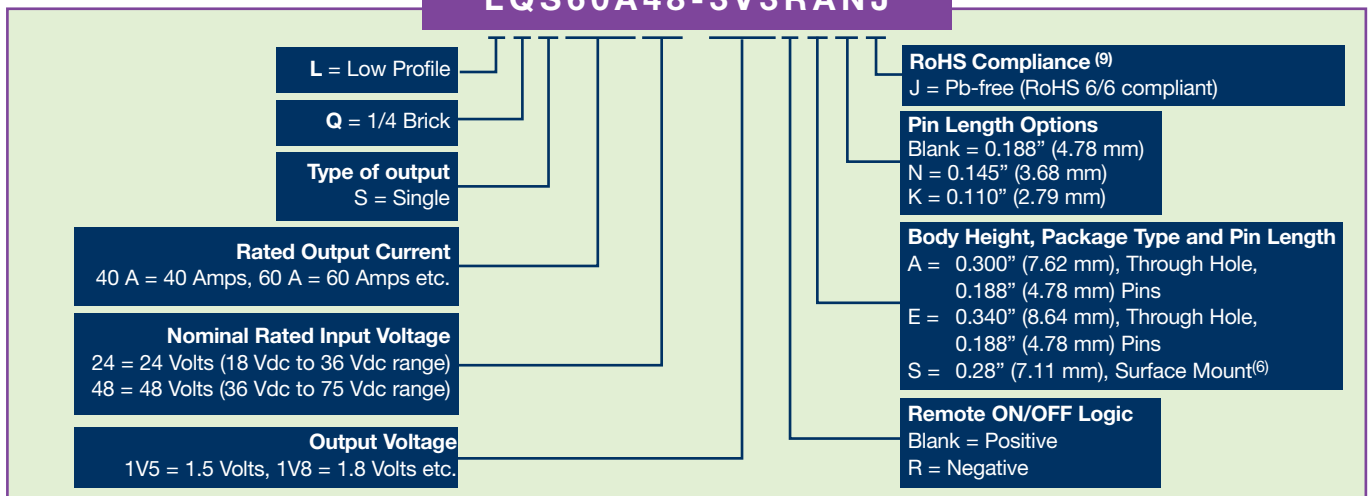 LQS60A48-3V3RANJ
L = Low Profile
Q = 1/4 Brick
Type of output
S = Single
Rated Output Current
40 A = 40 Amps, 60 A = 60 Amps etc.
Nominal Rated Input Voltage
24 = 24 Volts (18 Vdc to 36 Vdc range)
48 = 48 Volts (36 Vdc to 75 Vdc range)
Output Voltage
1V5 = 1.5 Volts, 1V8 = 1.8 Volts etc.
RoHS Compliance (9)
J = Pb-free (RoHS 6/6 compliant)
Pin Length Options
Blank = 0.188” (4.78 mm)
N = 0.145” (3.68 mm)
K = 0.110” (2.79 mm)
Body Height, Package Type and Pin Length
A = 0.300” (7.62 mm), Through Hole,
0.188” (4.78 mm) Pins
E = 0.340” (8.64 mm), Through Hole,
0.188” (4.78 mm) Pins
S = 0.28” (7.11 mm), Surface Mount(6)
Remote ON/OFF Logic
Blank = Positive
R = Negative